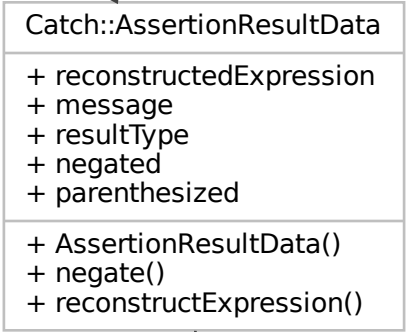 Catch::AssertionResultData
+ reconstructedExpression
+ message
+ resultType
+ negated
+ parenthesized
+ AssertionResultData()
+ negate()
+ reconstructExpression()